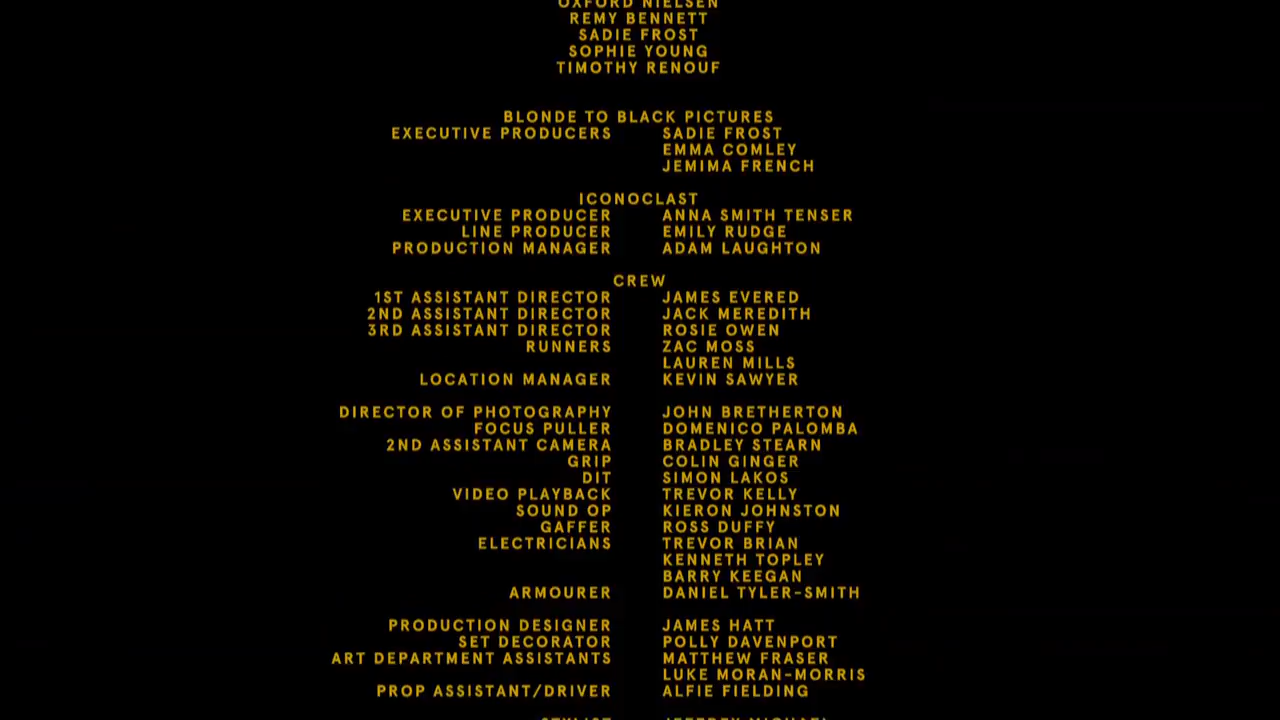 OXFORD NIELSEN
REMY BENNETT
SADIE FROST
SOPHIE YOUNG
TIMOTHY RENOUF
BLONDE TO BLACK PICTURES
EXECUTIVE PRODUCERS SADIE FROST
EMMA COMLEY
JEMIMA FRENCH
ICONOCLAST
EXECUTIVE PRODUCER ANNA SMITH TENSER
LINE PRODUCER EMILY RUDGE
PRODUCTION MANAGER ADAM LAUGHTON
CREW
1ST ASSISTANT DIRECTOR JAMES EVERED
2ND ASSISTANT DIRECTOR JACK MEREDITH
3RD ASSISTANT DIRECTOR ROSIE OWEN
RUNNERS ZAC MOSS
LAUREN MILLS
LOCATION MANAGER KEVIN SAWYER
DIRECTOR OF PHOTOGRAPHY JOHN BRETHERTON
FOCUS PULLER DOMENICO PALOMBA
2ND ASSISTANT CAMERA BRADLEY STEARN
GRIP COLIN GINGER
DIT SIMON LAKOS
VIDEO PLAYBACK TREVOR KELLY
SOUND OP KIERON JOHNSTON
GAFFER ROSS DUFFY
ELECTRICIANS TREVOR BRIAN
KENNETH TOPLEY
BARRY KEEGAN
ARMOURER DANIEL TYLER-SMITH
PRODUCTION DESIGNER JAMES HATT
SET DECORATOR POLLY DAVENPORT
ART DEPARTMENT ASSISTANTS MATTHEW FRASER
LUKE MORAN-MORRIS
PROP ASSISTANT/DRIVER ALFIE FIELDING